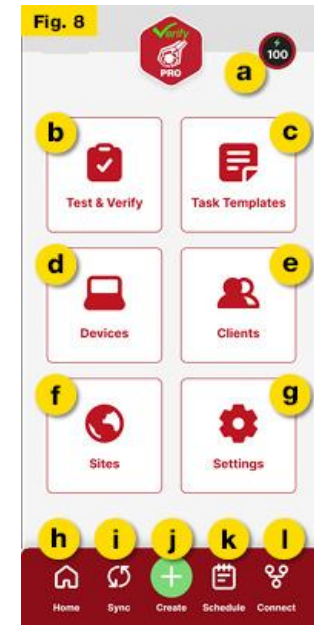 Fig. 8
Verify
PRO
a
100
b
c
Test & Verify
Task Templates
d
e
Devices
Clients
f
g
Sites
Settings
h
i
j
k
l
Home
Sync
Create
Schedule
Connect